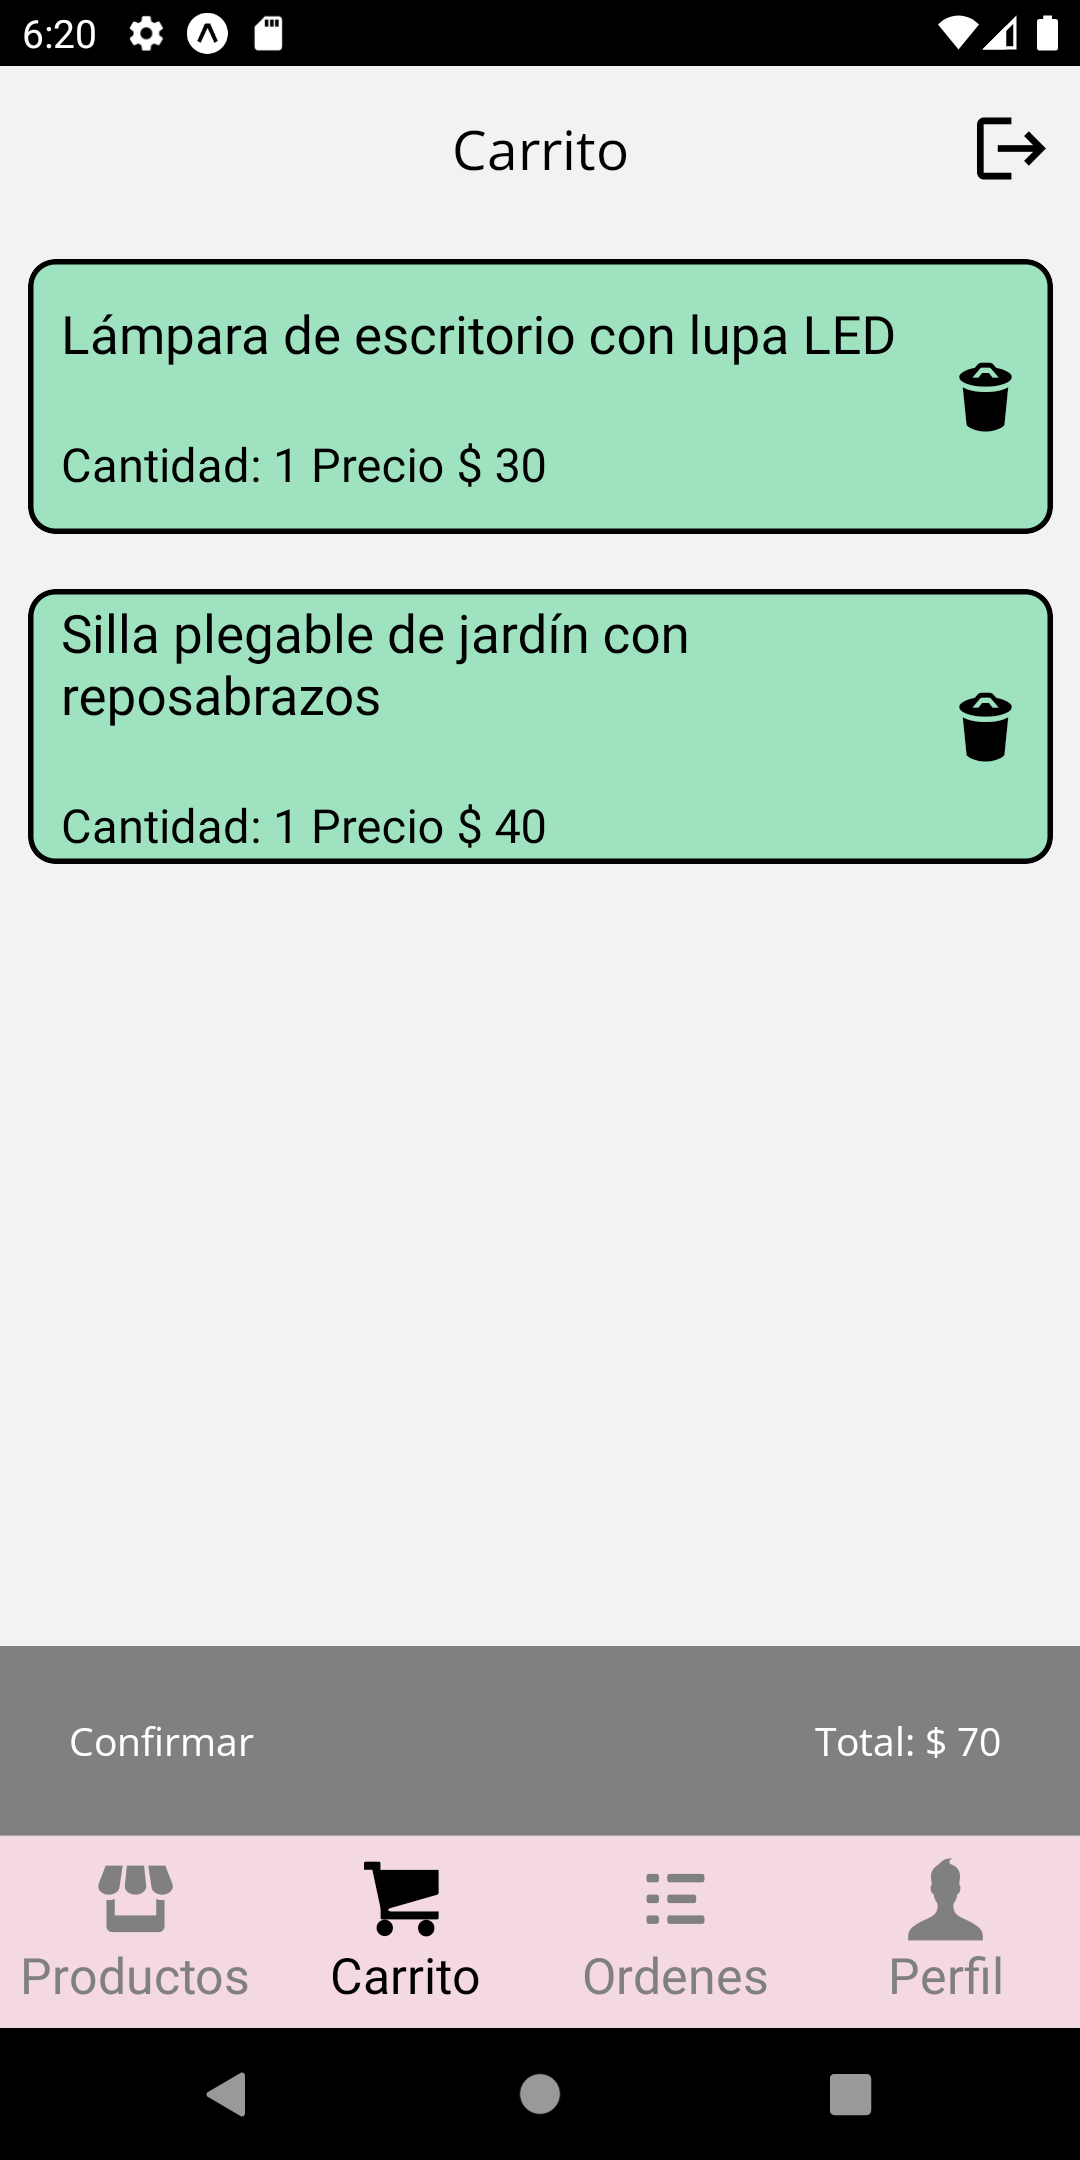 6:20
Carrito
Lámpara de escritorio con lupa LED
Cantidad: 1 Precio $ 30
Silla plegable de jardín con
reposabrazos
Cantidad: 1 Precio $ 40
Confirmar
Total: $ 70
Productos
Carrito
Ordenes
Perfil